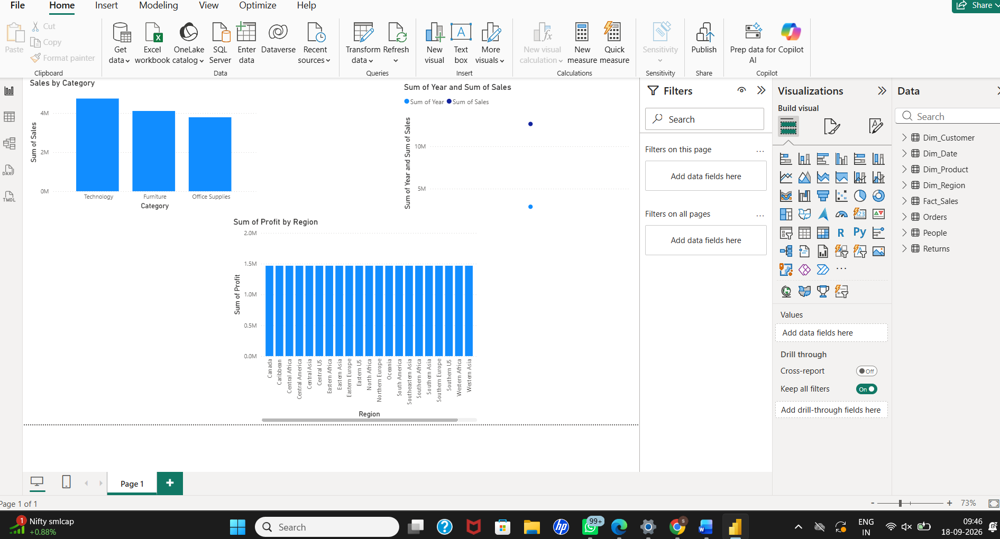 File Home Insert Modeling View Optimize Help
Share
Paste
Cut
Copy
Format painter
Clipboard
Get data
Excel workbook
OneLake catalog
SQL Server
Enter data
Dataverse
Recent sources
Data
Transform data
Refresh
Queries
New visual
Text box
More visuals
Insert
New visual calculation
New measure
Quick measure
Calculations
Sensitivity
Sensitivity
Publish
Share
Prep data for AI
Copilot
Copilot
DAX
TMDL
Sales by Category
Sum of Sales
4M
2M
0M
Technology Furniture Office Supplies
Category
Sum of Year and Sum of Sales
Sum of Year Sum of Sales
Sum of Year and Sum of Sales
10M
5M
Sum of Profit by Region
Sum of Profit
2.0M
1.5M
1.0M
0.5M
0.0M
Canada
Caribbean
Central Africa
Central America
Central Asia
Central US
Eastern Africa
Eastern Asia
Eastern Europe
Eastern US
North Africa
Northern Europe
Oceania
South America
Southeastern Asia
Southern Africa
Southern Asia
Southern Europe
Southern US
Western Africa
Western Asia
Region
Filters
Search
Filters on this page
...
Add data fields here
Filters on all pages
...
Add data fields here
Visualizations
Build visual
123
R Py
...
Values
Add data fields here
Drill through
Cross-report Off
Keep all filters On
Add drill-through fields here
Data
Search
Dim_Customer
Dim_Date
Dim_Product
Dim_Region
Fact_Sales
Orders
People
Returns
Page 1 +
Page 1 of 1
- + 73%
1
Nifty smlcap
+0.88%
Search
?
hp
99+
s
W
ENG
IN
09:46
18-09-2026